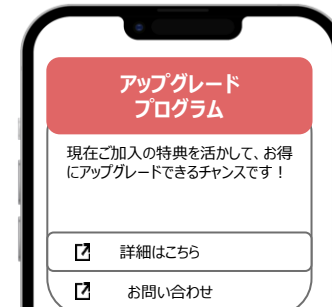 アップグレード
プログラム
現在ご加入の特典を活かして、お得
にアップグレードできるチャンスです！
詳細はこちら
お問い合わせ